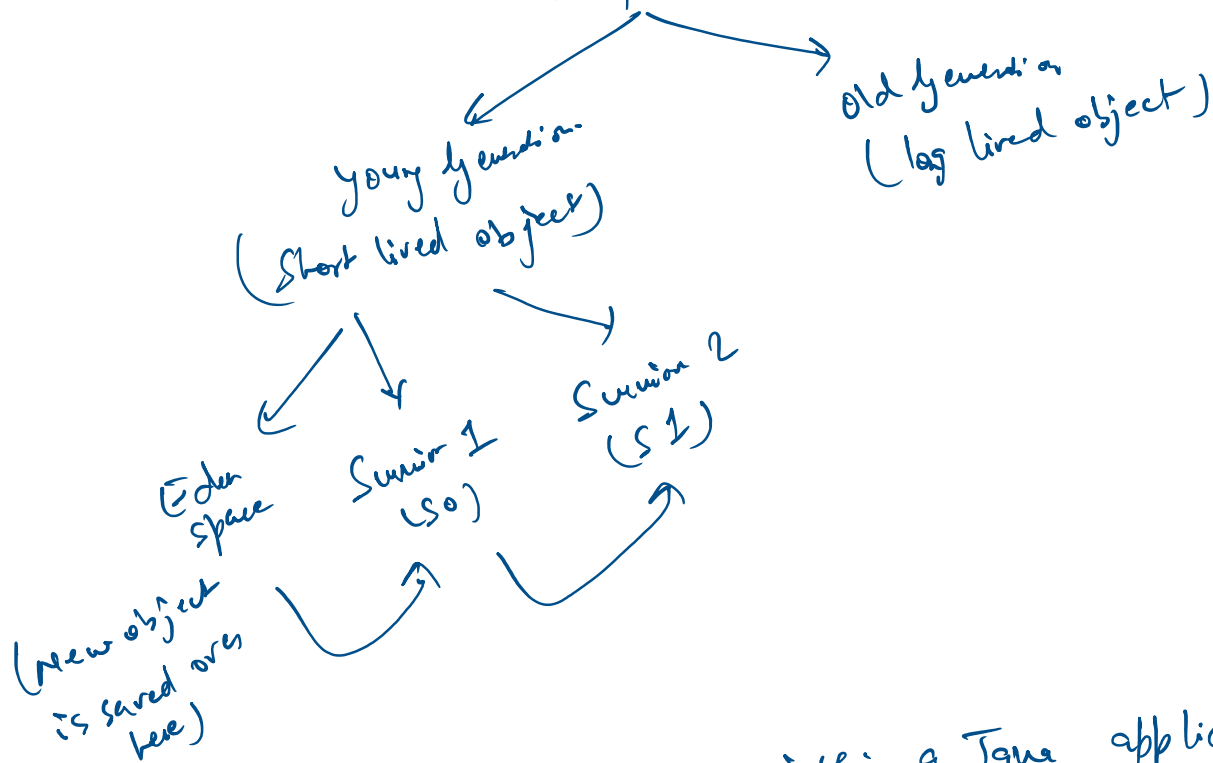 Old Generation
(log lived object)
Young Generation
(Short lived object)
Survivor 2
(S1)
Survivor 1
(S0)
Eden
space
(New object
is saved over
here)
a Java applic